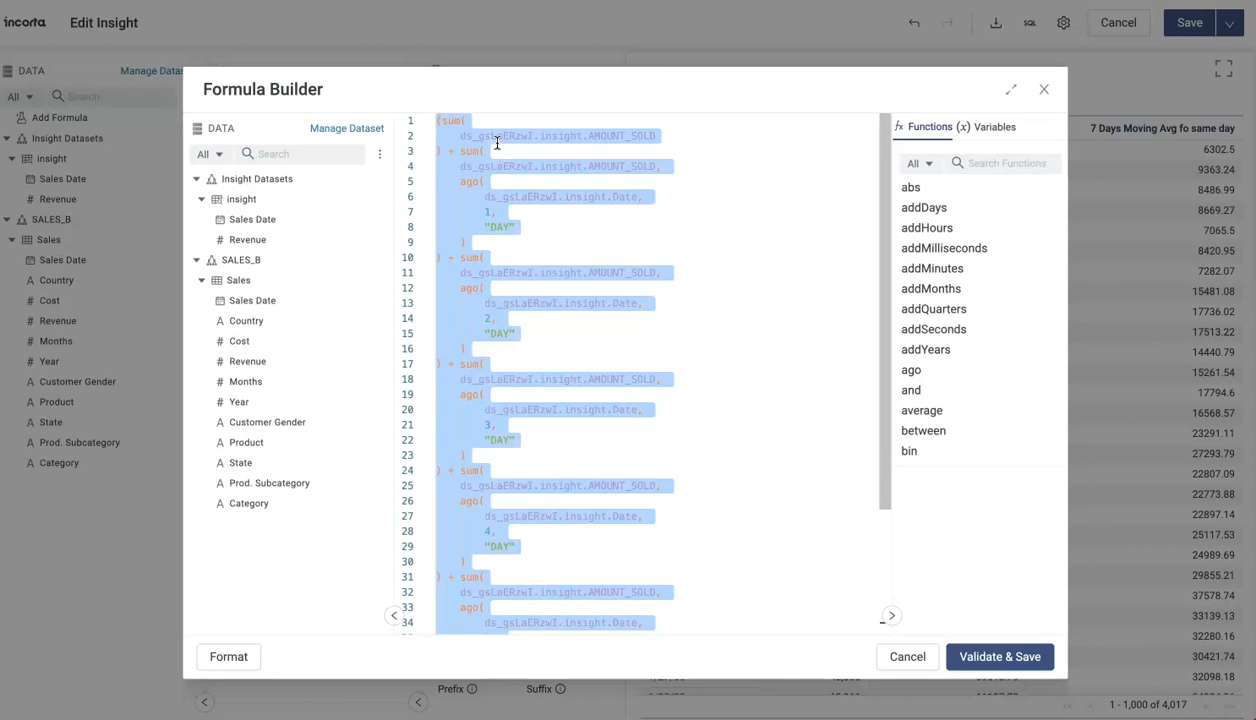 incorta
Edit Insight
SQL
Cancel
Save
DATA
Manage Datas
All
Search
Add Formula
Insight Datasets
insight
Sales Date
Revenue
SALES_B
Sales
Sales Date
Country
Cost
Revenue
Months
Year
Customer Gender
Product
State
Prod. Subcategory
Category
Formula Builder
DATA
Manage Dataset
All
Search
Insight Datasets
insight
Sales Date
Revenue
SALES_B
Sales
Sales Date
Country
Cost
Revenue
Months
Year
Customer Gender
Product
State
Prod. Subcategory
Category
1 (sum(
2 ds_gsLaERzwI.insight.AMOUNT_SOLD
3 ) + sum(
4 ds_gsLaERzwI.insight.AMOUNT_SOLD,
5 ago(
6 ds_gsLaERzwI.insight.Date,
7 1,
8 "DAY"
9 )
10 ) + sum(
11 ds_gsLaERzwI.insight.AMOUNT_SOLD,
12 ago(
13 ds_gsLaERzwI.insight.Date,
14 2,
15 "DAY"
16 )
17 ) + sum(
18 ds_gsLaERzwI.insight.AMOUNT_SOLD,
19 ago(
20 ds_gsLaERzwI.insight.Date,
21 3,
22 "DAY"
23 )
24 ) + sum(
25 ds_gsLaERzwI.insight.AMOUNT_SOLD,
26 ago(
27 ds_gsLaERzwI.insight.Date,
28 4,
29 "DAY"
30 )
31 ) + sum(
32 ds_gsLaERzwI.insight.AMOUNT_SOLD,
33 ago(
34 ds_gsLaERzwI.insight.Date,
fx Functions (x) Variables
All
Search Functions
abs
addDays
addHours
addMilliseconds
addMinutes
addMonths
addQuarters
addSeconds
addYears
ago
and
average
between
bin
Format
Cancel
Validate & Save
Prefix
Suffix
7 Days Moving Avg fo same day
6302.5
9363.24
8486.99
8669.27
7065.5
8420.95
7282.07
15481.08
17736.02
17513.22
14440.79
15261.54
17794.6
16568.57
23291.11
27293.79
22807.09
22773.88
22897.14
25117.53
24989.69
29855.21
37578.74
33139.13
32280.16
30421.74
32098.18
1 - 1,000 of 4,017